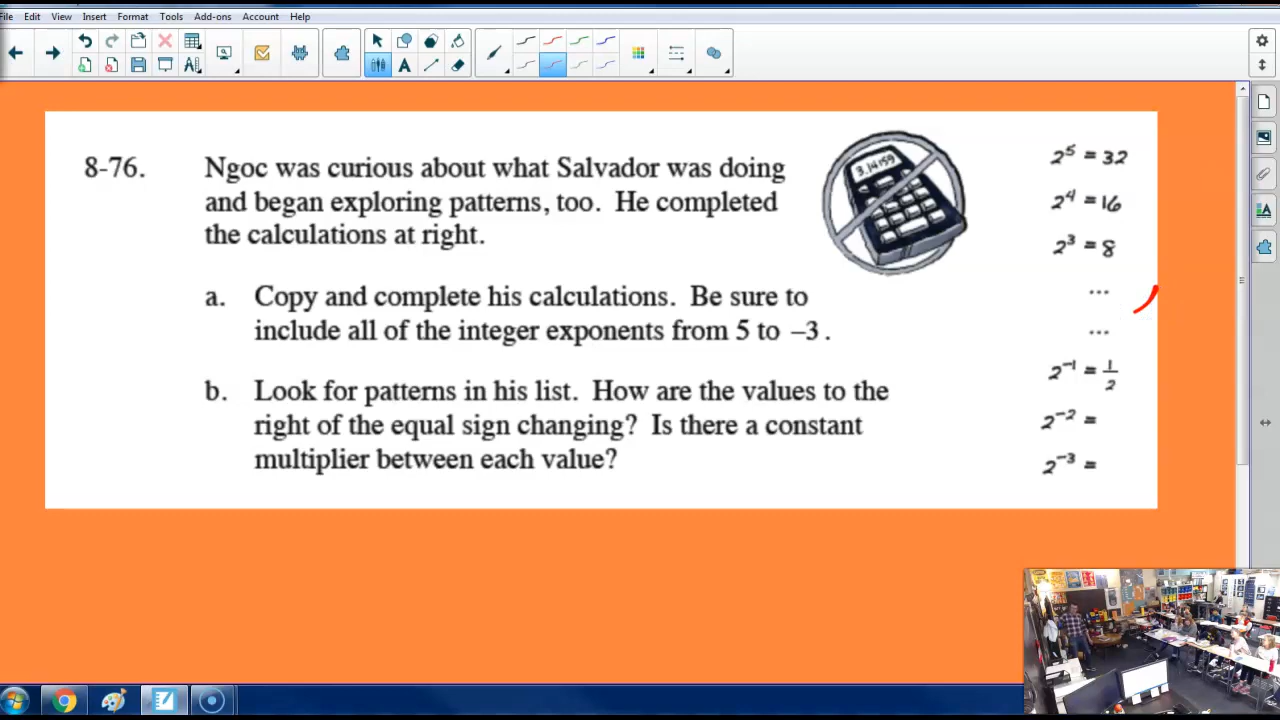 File Edit View Insert Format Tools Add-ons Account Help
8-76. Ngoc was curious about what Salvador was doing
and began exploring patterns, too. He completed
the calculations at right.
a. Copy and complete his calculations. Be sure to
include all of the integer exponents from 5 to –3 .
b. Look for patterns in his list. How are the values to the
right of the equal sign changing? Is there a constant
multiplier between each value?
3.14159
2⁵ = 32
2⁴ = 16
2³ = 8
...
...
2⁻¹ = 1/2
2⁻² =
2⁻³ =